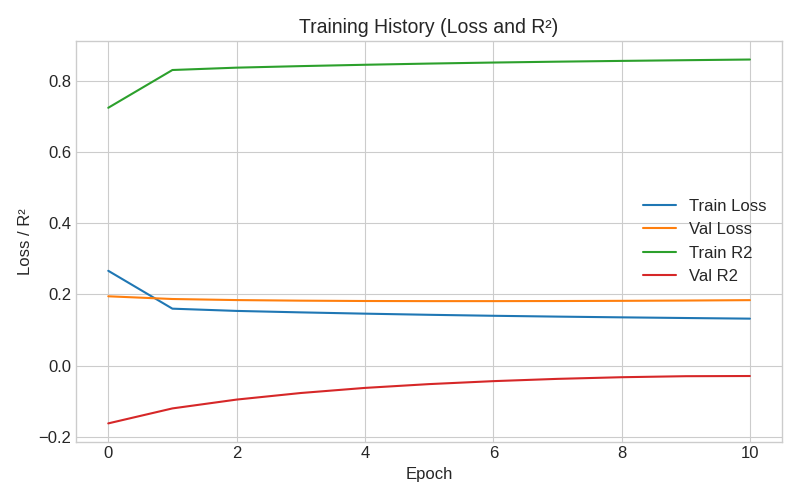 Training History (Loss and R²)
Loss / R²
0.8
0.6
0.4
0.2
0.0
−0.2
Train Loss
Val Loss
Train R2
Val R2
0 2 4 6 8 10
Epoch